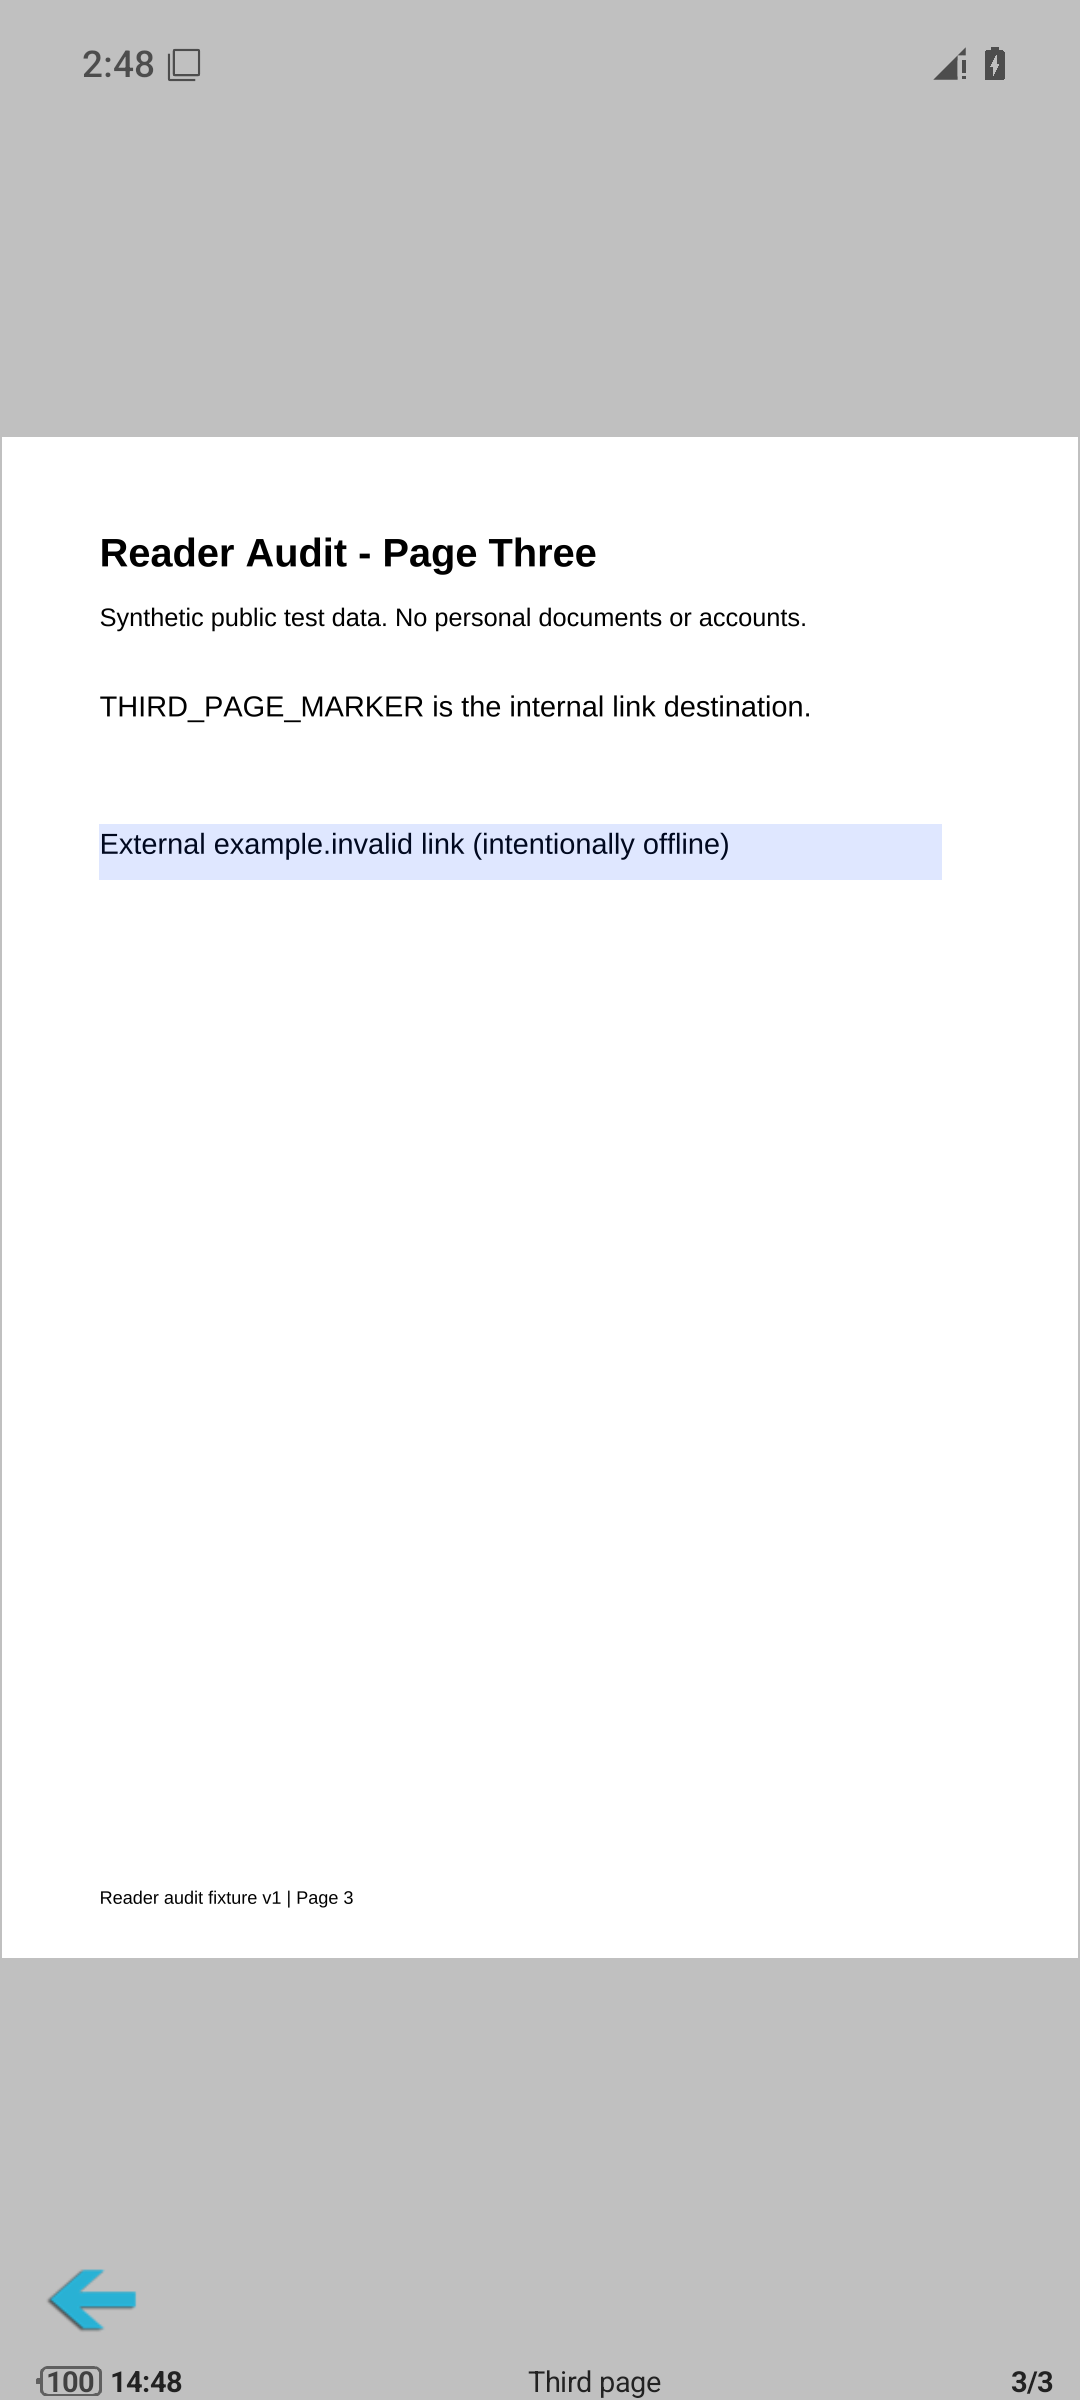 2:48
Reader Audit - Page Three
Synthetic public test data. No personal documents or accounts.
THIRD_PAGE_MARKER is the internal link destination.
External example.invalid link (intentionally offline)
Reader audit fixture v1 | Page 3
100 14:48 Third page 3/3